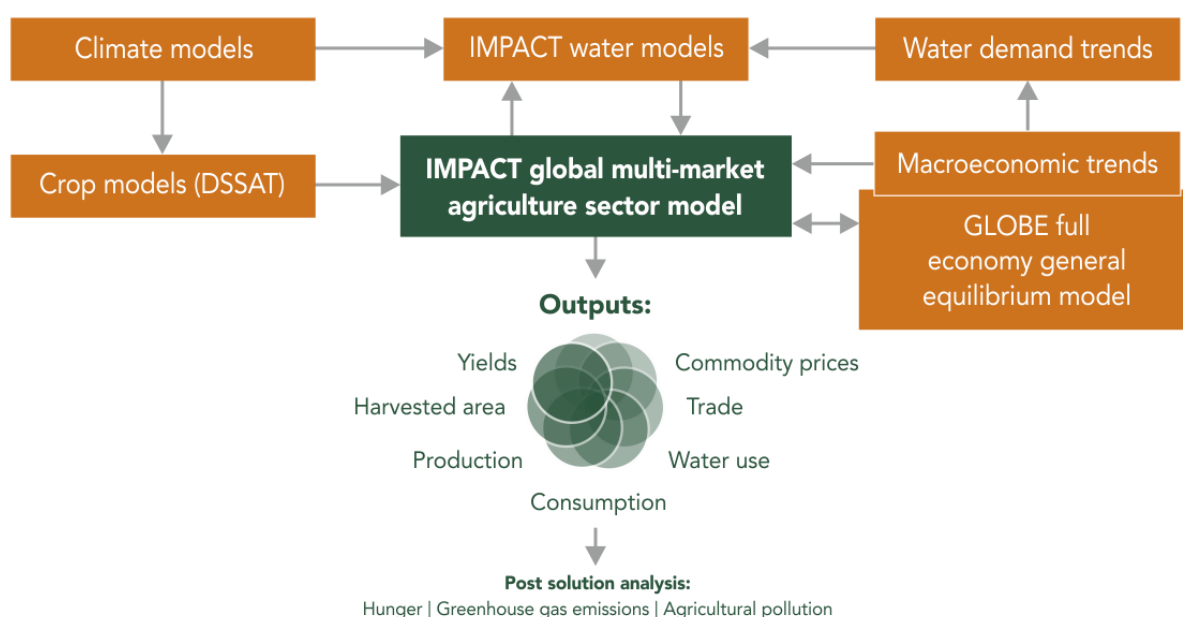 Climate models
IMPACT water models
Water demand trends
Crop models (DSSAT)
IMPACT global multi-market
agriculture sector model
Macroeconomic trends
GLOBE full
economy general
equilibrium model
Outputs:
Yields
Commodity prices
Harvested area
Trade
Production
Water use
Consumption
Post solution analysis:
Hunger | Greenhouse gas emissions | Agricultural pollution